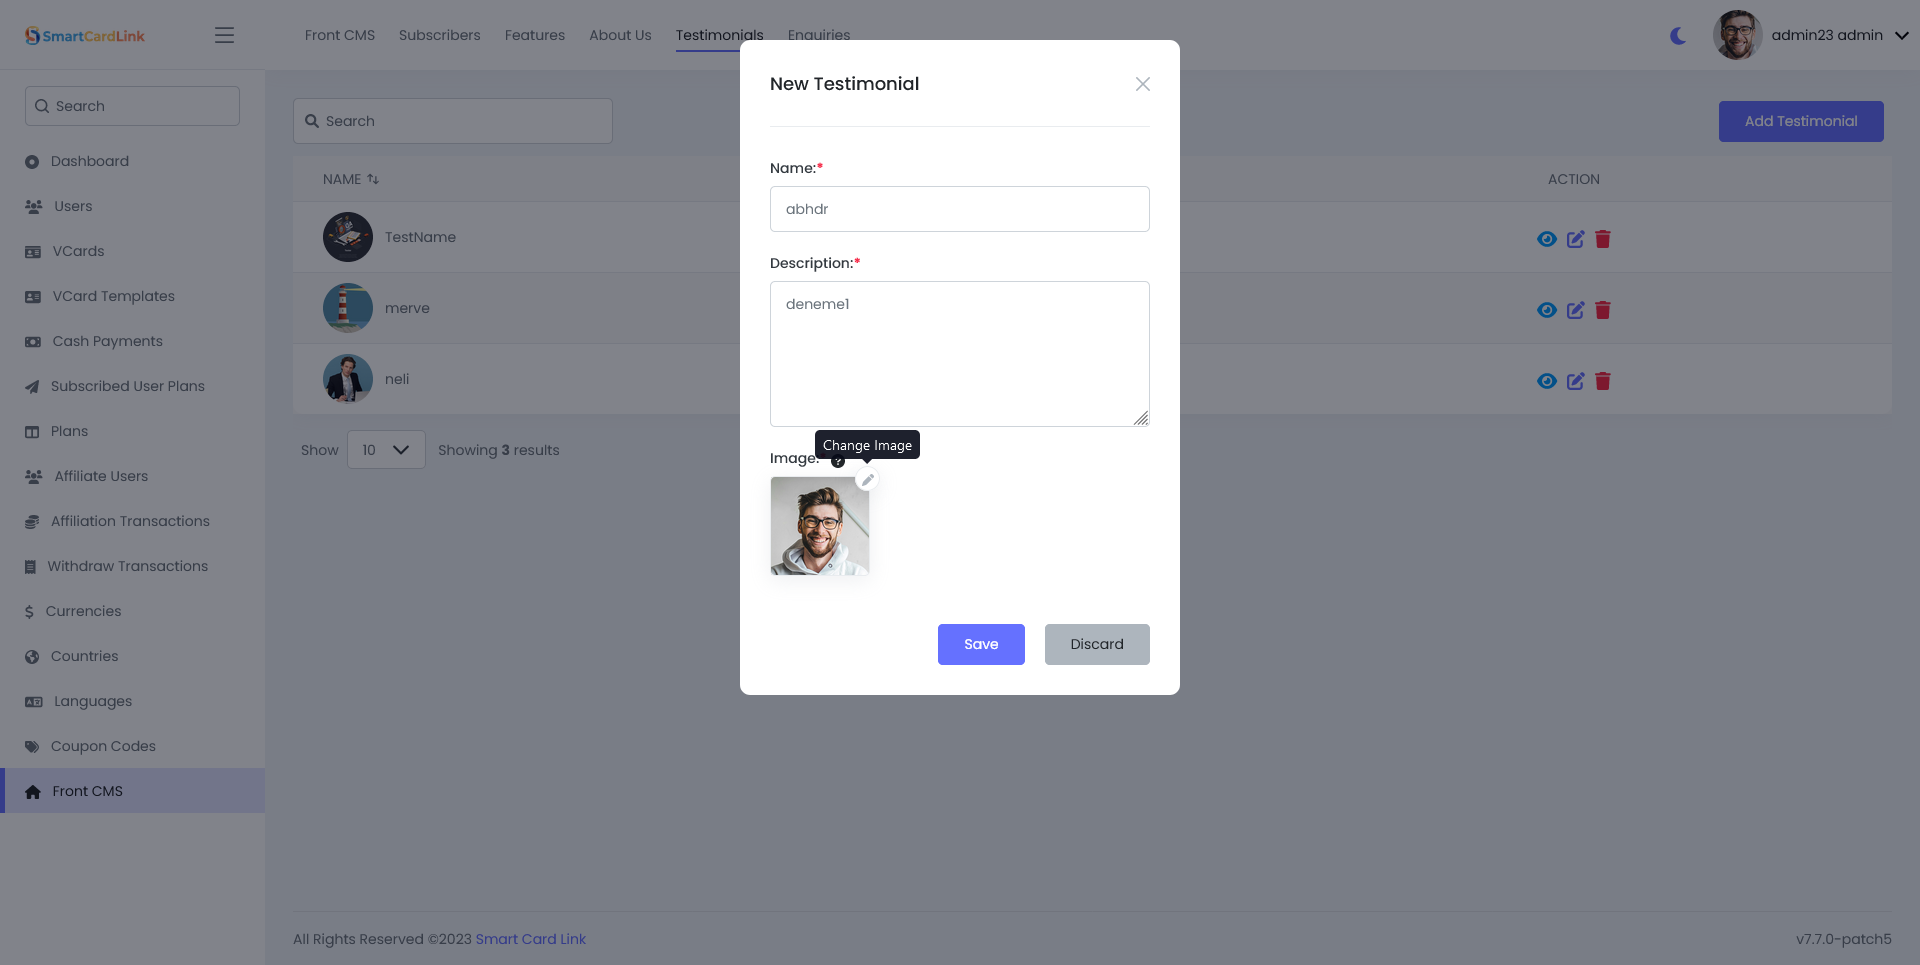 SmartCardLink
Front CMS
Subscribers
Features
About Us
Testimonials
Enquiries
admin23 admin
Search
Dashboard
Users
VCards
VCard Templates
Cash Payments
Subscribed User Plans
Plans
Affiliate Users
Affiliation Transactions
Withdraw Transactions
Currencies
Countries
Languages
Coupon Codes
Front CMS
Search
Add Testimonial
NAME
ACTION
TestName
merve
neli
Show 10 Showing 3 results
New Testimonial
Name:*
abhdr
Description:*
deneme1
Change Image
Image:
Save
Discard
All Rights Reserved ©2023 Smart Card Link
v7.7.0-patch5